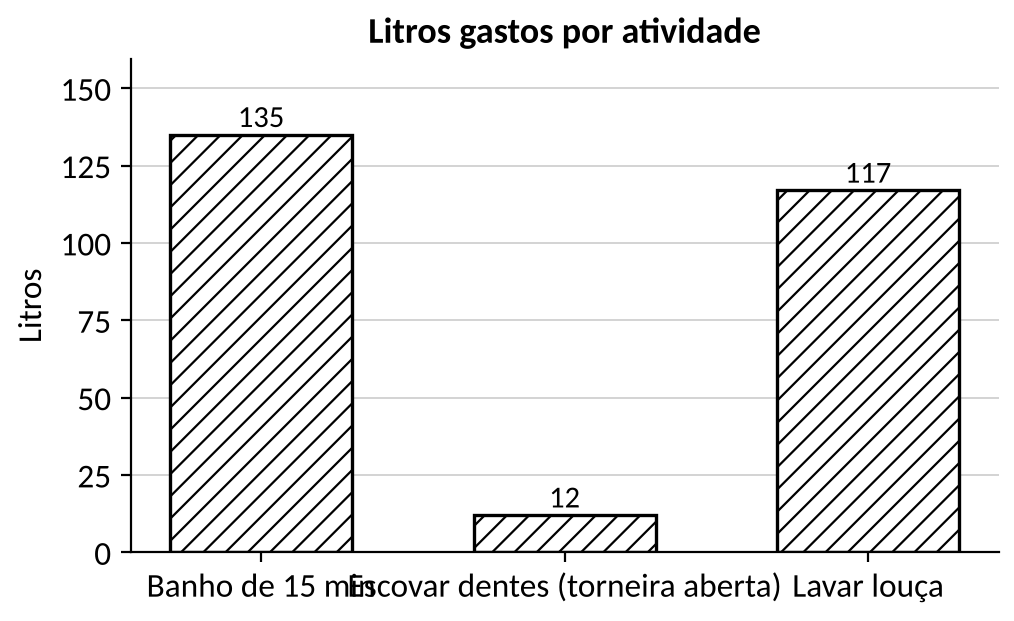 Litros gastos por atividade
150
125
100
75
50
25
0
Litros
135
12
117
Banho de 15 min
Escovar dentes (torneira aberta)
Lavar louça